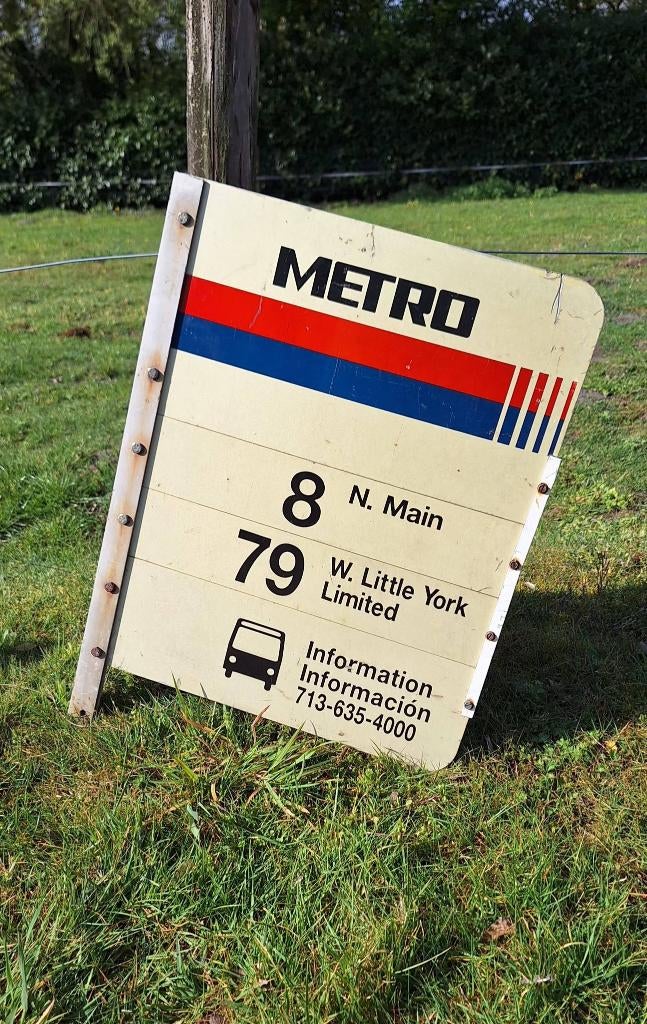 METRO
8 N. Main
79 W. Little York
Limited
Information
Información
713-635-4000